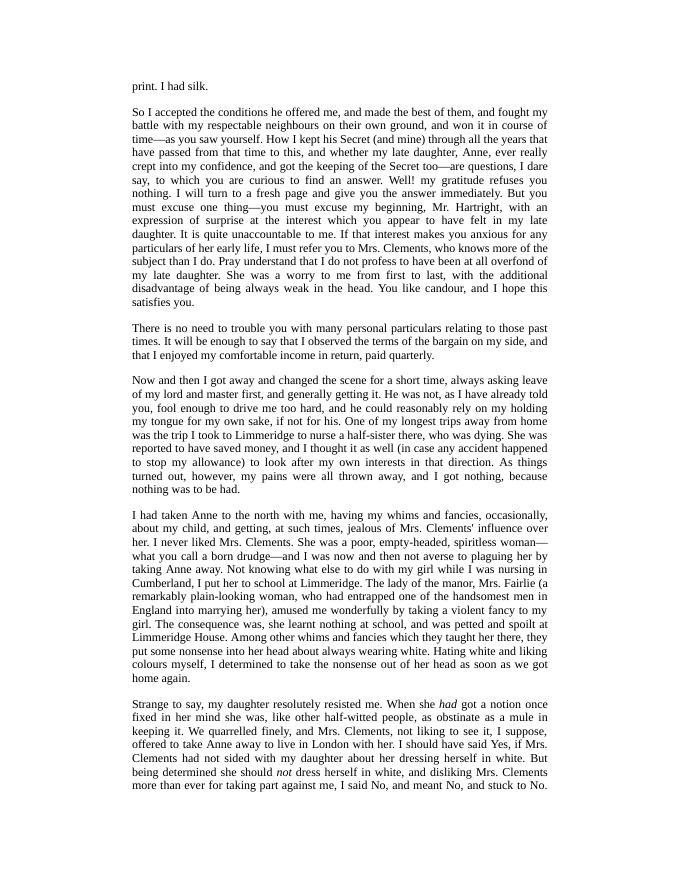 print. I had silk.
So I accepted the conditions he offered me, and made the best of them, and fought my
battle with my respectable neighbours on their own ground, and won it in course of
time—as you saw yourself. How I kept his Secret (and mine) through all the years that
have passed from that time to this, and whether my late daughter, Anne, ever really
crept into my confidence, and got the keeping of the Secret too—are questions, I dare
say, to which you are curious to find an answer. Well! my gratitude refuses you
nothing. I will turn to a fresh page and give you the answer immediately. But you
must excuse one thing—you must excuse my beginning, Mr. Hartright, with an
expression of surprise at the interest which you appear to have felt in my late
daughter. It is quite unaccountable to me. If that interest makes you anxious for any
particulars of her early life, I must refer you to Mrs. Clements, who knows more of the
subject than I do. Pray understand that I do not profess to have been at all overfond of
my late daughter. She was a worry to me from first to last, with the additional
disadvantage of being always weak in the head. You like candour, and I hope this
satisfies you.
There is no need to trouble you with many personal particulars relating to those past
times. It will be enough to say that I observed the terms of the bargain on my side, and
that I enjoyed my comfortable income in return, paid quarterly.
Now and then I got away and changed the scene for a short time, always asking leave
of my lord and master first, and generally getting it. He was not, as I have already told
you, fool enough to drive me too hard, and he could reasonably rely on my holding
my tongue for my own sake, if not for his. One of my longest trips away from home
was the trip I took to Limmeridge to nurse a half-sister there, who was dying. She was
reported to have saved money, and I thought it as well (in case any accident happened
to stop my allowance) to look after my own interests in that direction. As things
turned out, however, my pains were all thrown away, and I got nothing, because
nothing was to be had.
I had taken Anne to the north with me, having my whims and fancies, occasionally,
about my child, and getting, at such times, jealous of Mrs. Clements' influence over
her. I never liked Mrs. Clements. She was a poor, empty-headed, spiritless woman—
what you call a born drudge—and I was now and then not averse to plaguing her by
taking Anne away. Not knowing what else to do with my girl while I was nursing in
Cumberland, I put her to school at Limmeridge. The lady of the manor, Mrs. Fairlie (a
remarkably plain-looking woman, who had entrapped one of the handsomest men in
England into marrying her), amused me wonderfully by taking a violent fancy to my
girl. The consequence was, she learnt nothing at school, and was petted and spoilt at
Limmeridge House. Among other whims and fancies which they taught her there, they
put some nonsense into her head about always wearing white. Hating white and liking
colours myself, I determined to take the nonsense out of her head as soon as we got
home again.
Strange to say, my daughter resolutely resisted me. When she had got a notion once
fixed in her mind she was, like other half-witted people, as obstinate as a mule in
keeping it. We quarrelled finely, and Mrs. Clements, not liking to see it, I suppose,
offered to take Anne away to live in London with her. I should have said Yes, if Mrs.
Clements had not sided with my daughter about her dressing herself in white. But
being determined she should not dress herself in white, and disliking Mrs. Clements
more than ever for taking part against me, I said No, and meant No, and stuck to No.